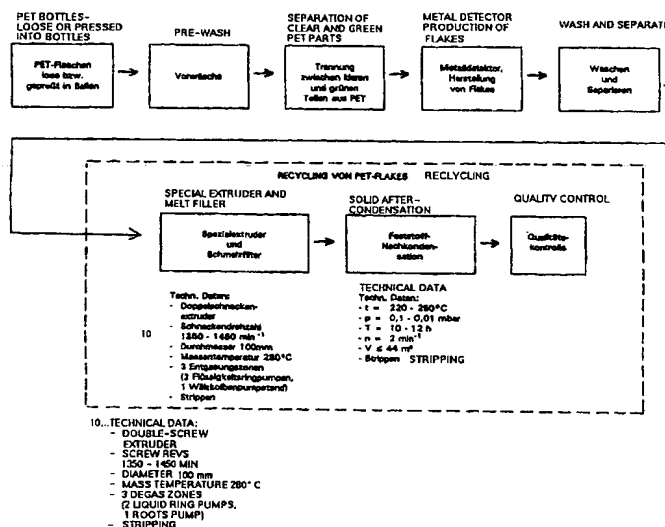 PET BOTTLES-
LOOSE OR PRESSED
INTO BOTTLES
PET-Flaschen
lose bzw.
gepreßt in Ballen
PRE-WASH
Vorwäsche
SEPARATION OF
CLEAR AND GREEN
PET PARTS
Trennung
zwischen klaren
und grünen
Teilen aus PET
METAL DETECTOR
PRODUCTION OF
FLAKES
Metalldetektor,
Herstellung
von Flakes
WASH AND SEPARATE
Waschen
und
Separieren
RECYCLING VON PET-FLAKES RECLYCLING
SPECIAL EXTRUDER AND
MELT FILLER
Spezialextruder
und
Schmelzfilter
SOLID AFTER-
CONDENSATION
Feststoff-
Nachkonden-
sation
QUALITY CONTROL
Qualitäts-
kontrolle
10
Techn. Daten:
- Doppelschnecken-
extruder
- Schneckendrehzahl
1350 - 1450 min⁻¹
- Durchmesser 100mm
- Massentemperatur 280°C
- 3 Entgasungszonen
(2 Flüssigkeitsringpumpen,
1 Wälzkolbenpumpstand)
- Strippen
TECHNICAL DATA
Techn. Daten:
- t = 220 - 260°C
- p = 0,1 - 0,01 mbar
- T = 10 - 12 h
- n = 2 min⁻¹
- V ≤ 44 m³
- Strippen STRIPPING
10...TECHNICAL DATA:
- DOUBLE-SCREW
EXTRUDER
- SCREW REVS
1350 - 1450 MIN
- DIAMETER 100 mm
- MASS TEMPERATURE 280° C
- 3 DEGAS ZONES
(2 LIQUID RING PUMPS,
1 ROOTS PUMP)
- STRIPPING